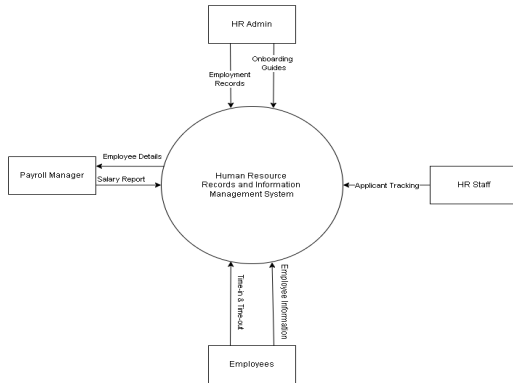 HR Admin
Employment
Records
Onboarding
Guides
Employee Details
Payroll Manager
Salary Report
Human Resource
Records and Information
Management System
Applicant Tracking
HR Staff
Time-in & Time-out
Employee Information
Employees